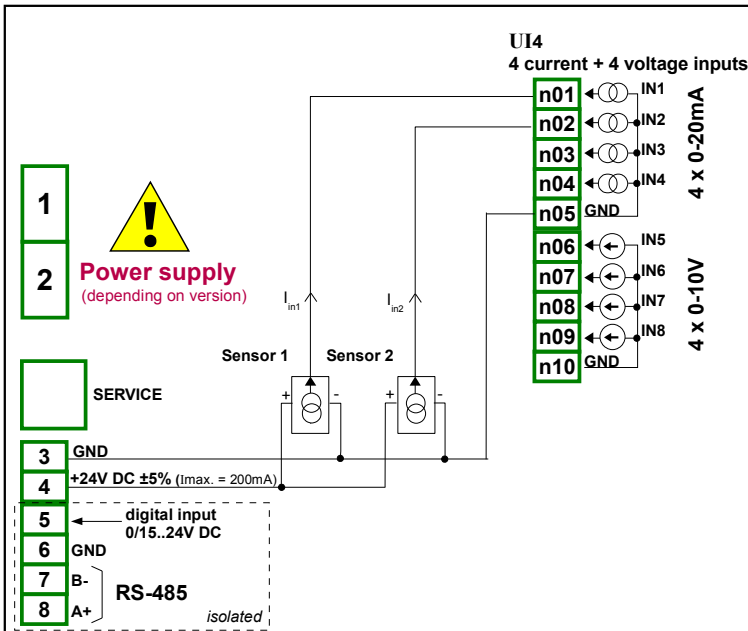 UI4
4 current + 4 voltage inputs
n01
IN1
n02
IN2
n03
IN3
n04
IN4
n05
GND
4 x 0-20mA
n06
IN5
n07
IN6
n08
IN7
n09
IN8
n10
GND
4 x 0-10V
1
2
!
Power supply
(depending on version)
Iin1
Iin2
Sensor 1
Sensor 2
+
-
+
-
SERVICE
3
GND
4
+24V DC ±5% (Imax. = 200mA)
5
digital input
0/15..24V DC
6
GND
7
B-
8
A+
RS-485
isolated